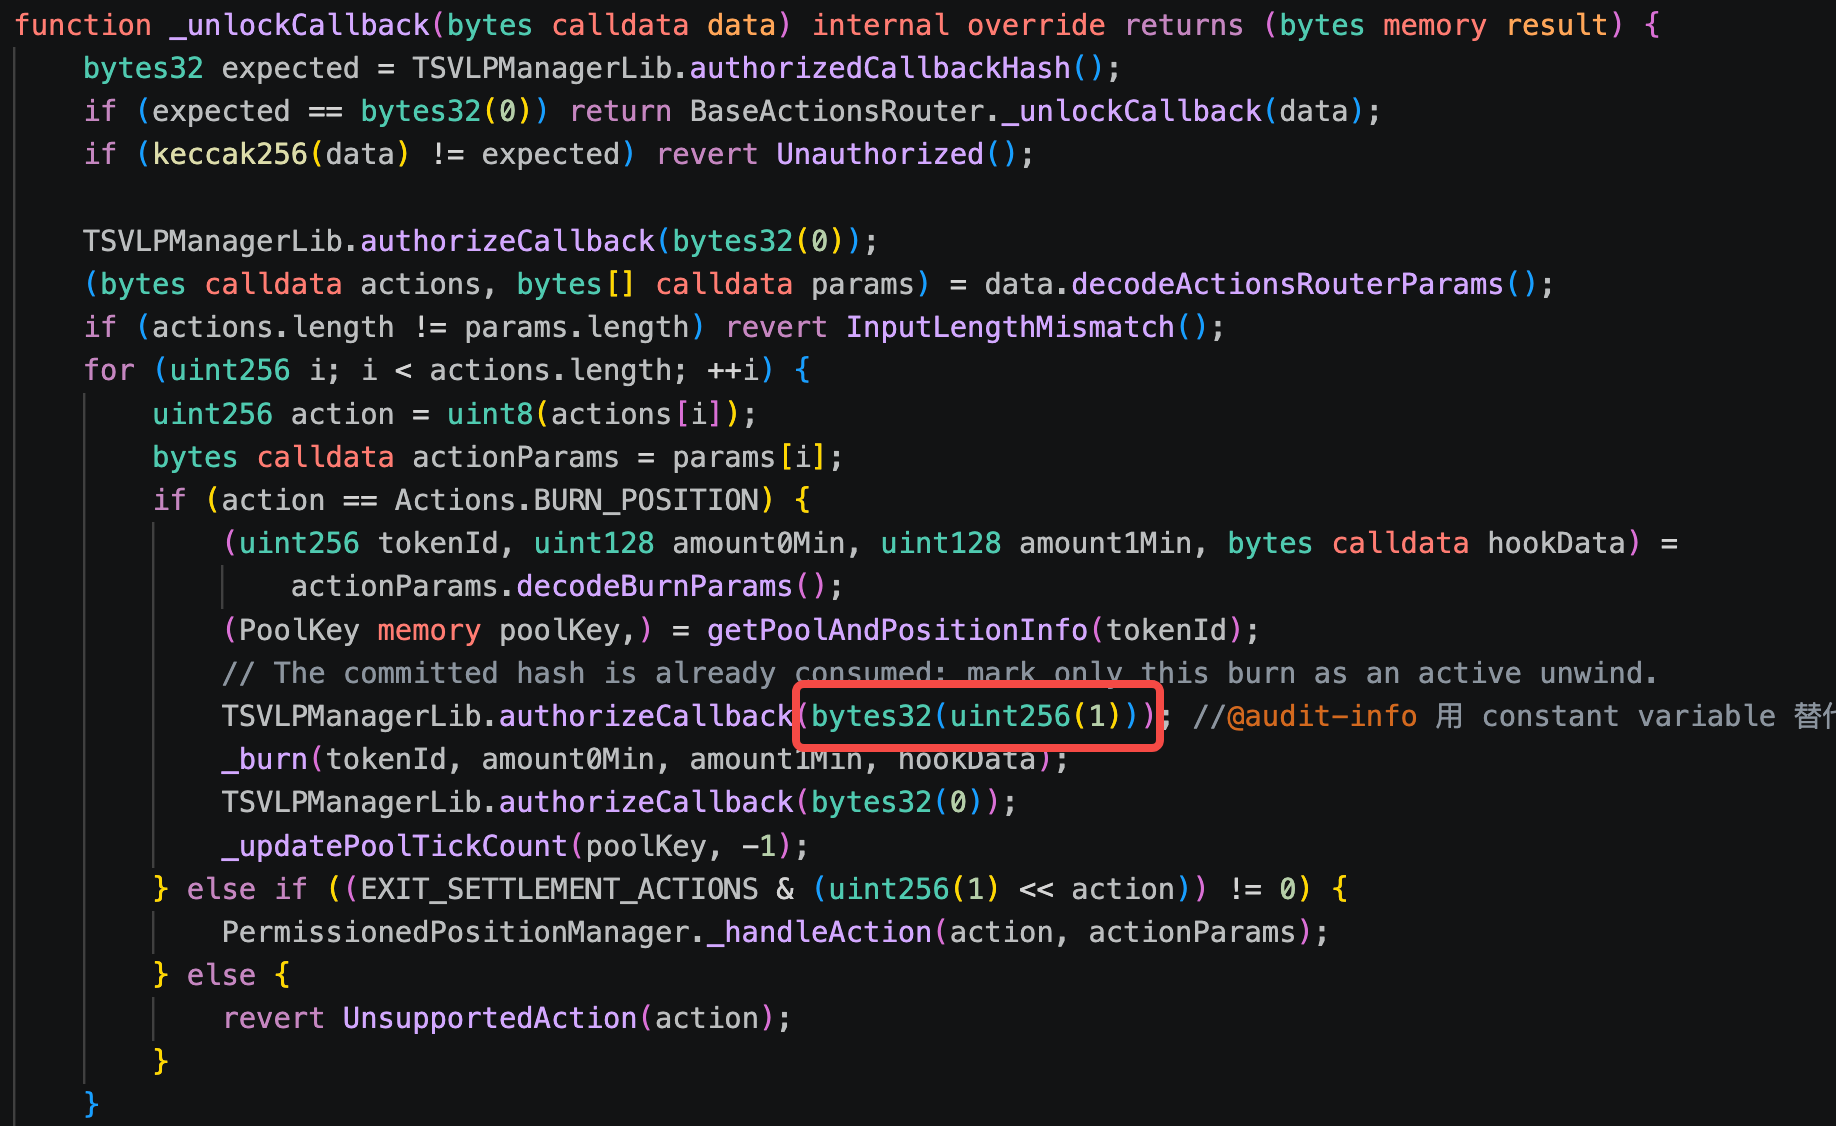 function _unlockCallback(bytes calldata data) internal override returns (bytes memory result) {
bytes32 expected = TSVLPManagerLib.authorizedCallbackHash();
if (expected == bytes32(0)) return BaseActionsRouter._unlockCallback(data);
if (keccak256(data) != expected) revert Unauthorized();
TSVLPManagerLib.authorizeCallback(bytes32(0));
(bytes calldata actions, bytes[] calldata params) = data.decodeActionsRouterParams();
if (actions.length != params.length) revert InputLengthMismatch();
for (uint256 i; i < actions.length; ++i) {
uint256 action = uint8(actions[i]);
bytes calldata actionParams = params[i];
if (action == Actions.BURN_POSITION) {
(uint256 tokenId, uint128 amount0Min, uint128 amount1Min, bytes calldata hookData) =
actionParams.decodeBurnParams();
(PoolKey memory poolKey,) = getPoolAndPositionInfo(tokenId);
// The committed hash is already consumed; mark only this burn as an active unwind.
TSVLPManagerLib.authorizeCallback(bytes32(uint256(1))); //@audit-info 用 constant variable 替
_burn(tokenId, amount0Min, amount1Min, hookData);
TSVLPManagerLib.authorizeCallback(bytes32(0));
_updatePoolTickCount(poolKey, -1);
} else if ((EXIT_SETTLEMENT_ACTIONS & (uint256(1) << action)) != 0) {
PermissionedPositionManager._handleAction(action, actionParams);
} else {
revert UnsupportedAction(action);
}
}